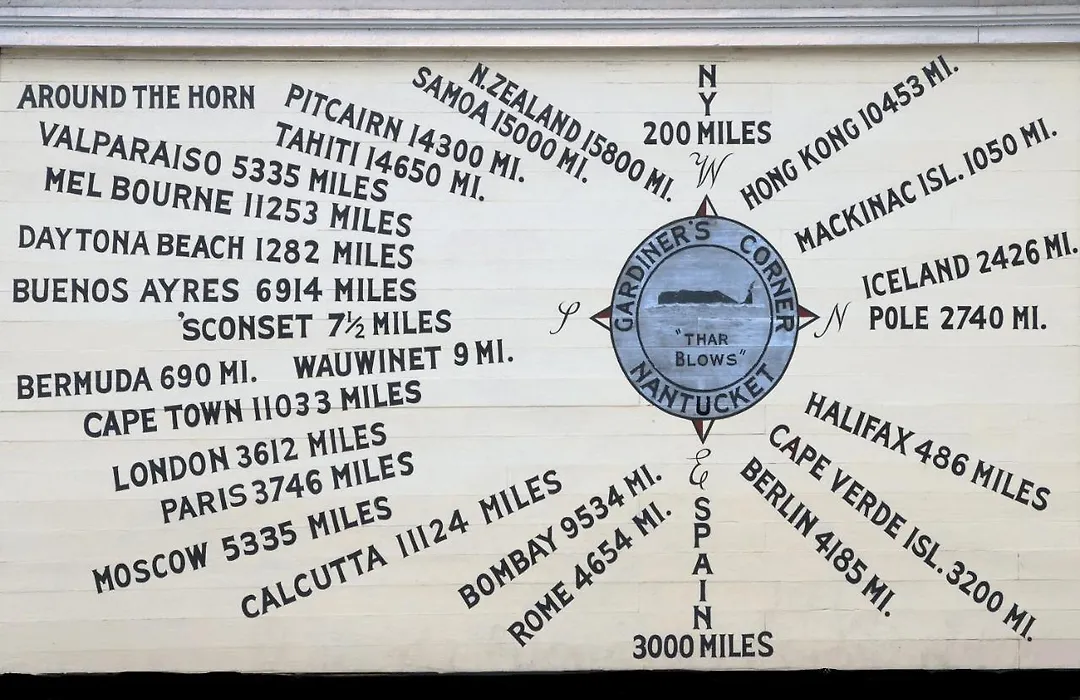 AROUND THE HORN
VALPARAISO 5335 MILES
MEL BOURNE 11253 MILES
DAYTONA BEACH 1282 MILES
BUENOS AYRES 6914 MILES
'SCONSET 7½ MILES
BERMUDA 690 MI.
WAUWINET 9 MI.
CAPE TOWN 11033 MILES
LONDON 3612 MILES
PARIS 3746 MILES
MOSCOW 5335 MILES
CALCUTTA 11124 MILES
PITCAIRN 14300 MI.
TAHITI 14650 MI.
N. ZEALAND 15800 MI.
SAMOA 15000 MI.
NY
200 MILES
W
HONG KONG 10453 MI.
MACKINAC ISL. 1050 MI.
ICELAND 2426 MI.
POLE 2740 MI.
S
N
GARDINER'S CORNER
"THAR
BLOWS"
NANTUCKET
E
SPAIN
3000 MILES
BOMBAY 9534 MI.
ROME 4654 MI.
HALIFAX 486 MILES
CAPE VERDE ISL. 3200 MI.
BERLIN 4185 MI.